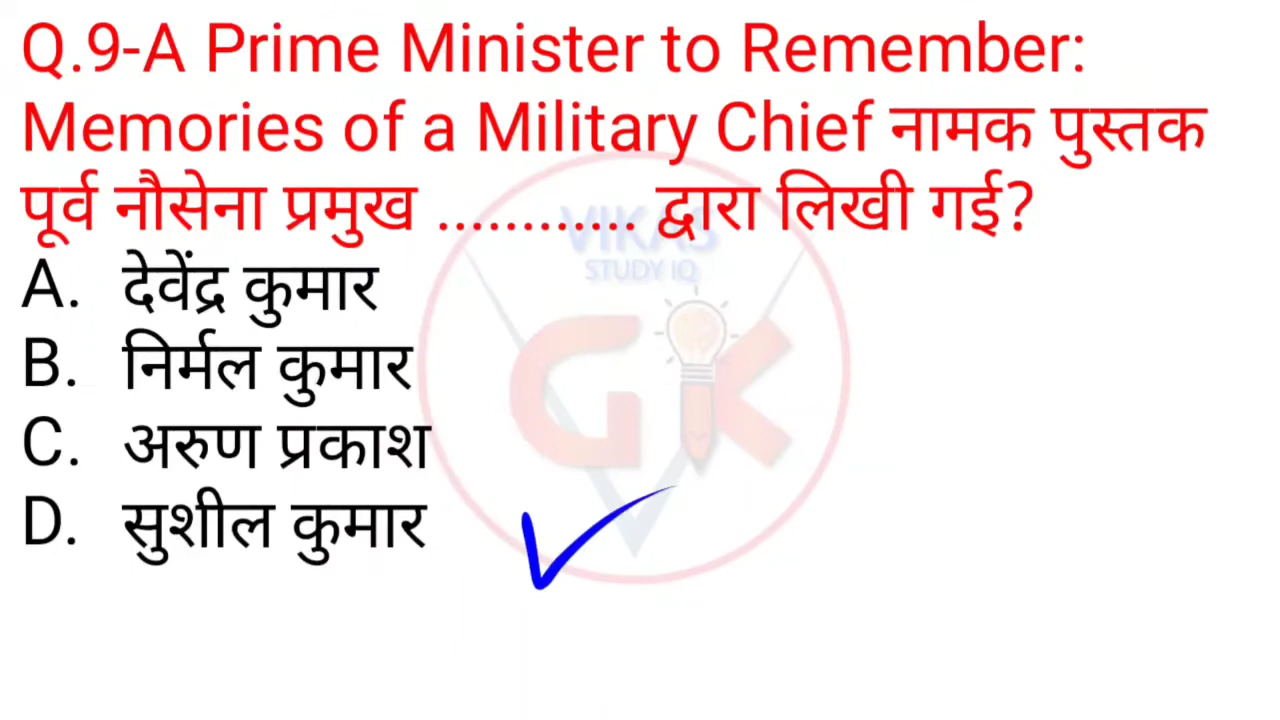 Q.9-A Prime Minister to Remember:
Memories of a Military Chief नामक पुस्तक
पूर्व नौसेना प्रमुख ............ द्वारा लिखी गई?
VIKAS
STUDY IQ
GK
A. देवेंद्र कुमार
B. निर्मल कुमार
C. अरुण प्रकाश
D. सुशील कुमार